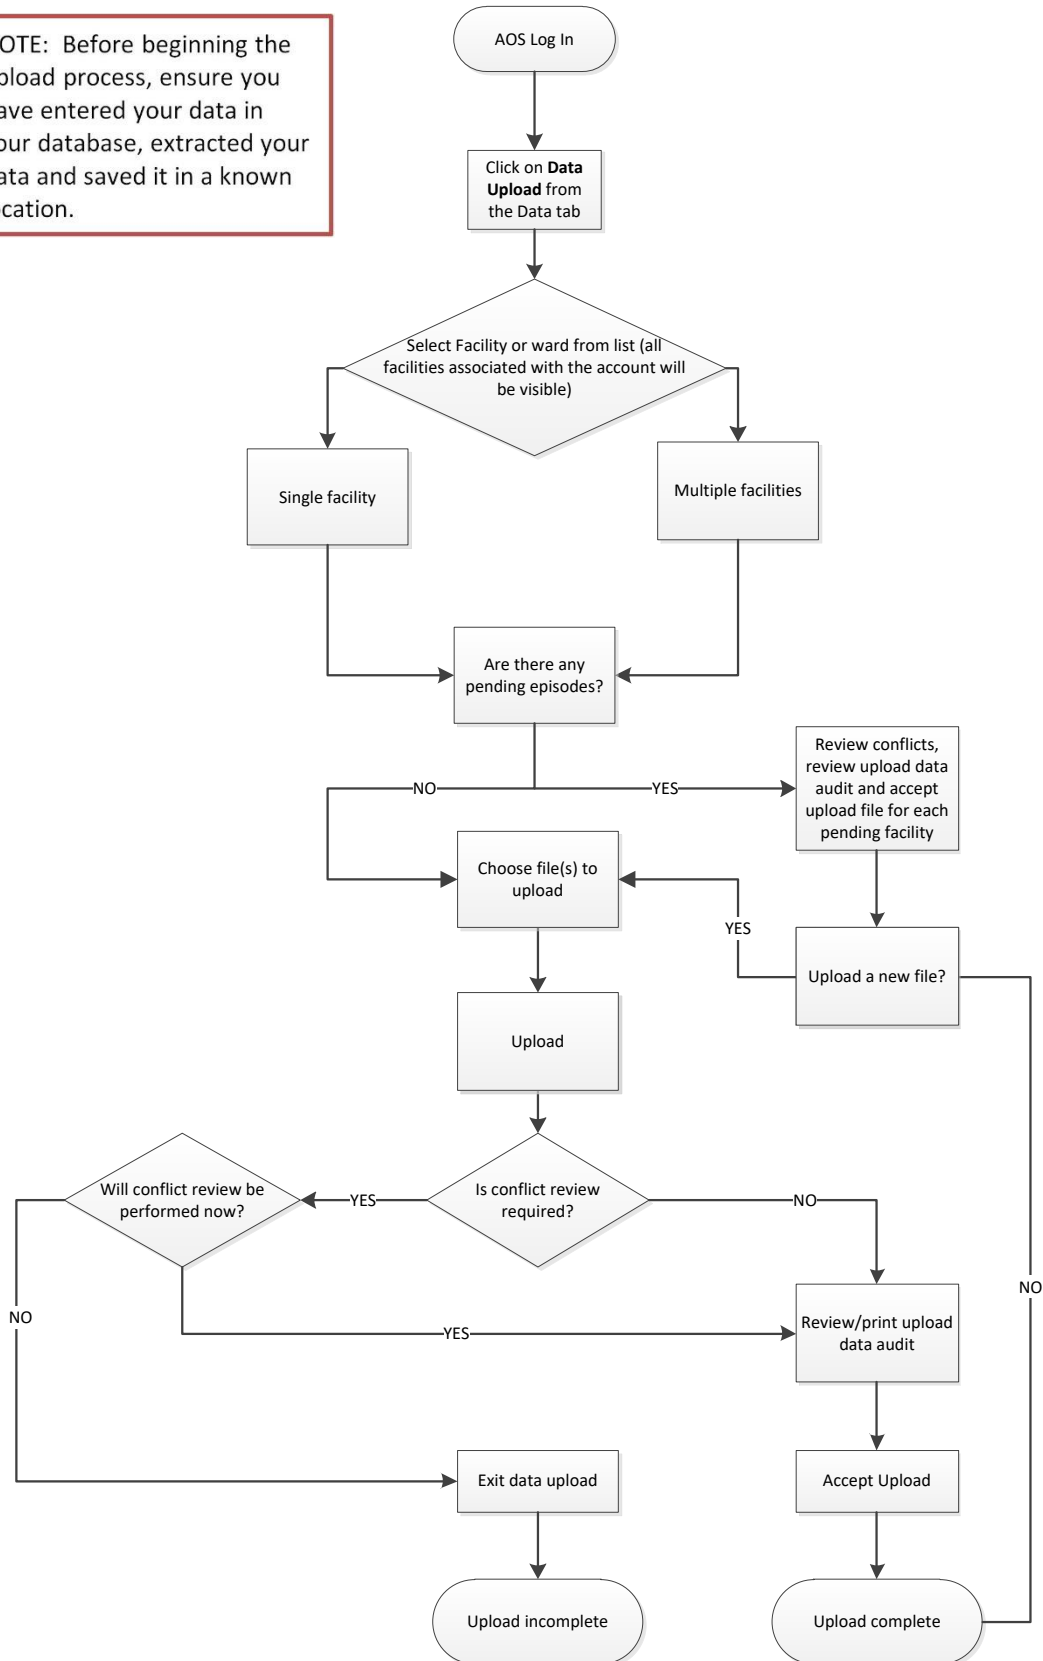 OTE: Before beginning the
pload process, ensure you
ave entered your data in
our database, extracted your
ata and saved it in a known
ocation.
AOS Log In
Click on Data
Upload from
the Data tab
Select Facility or ward from list (all
facilities associated with the account will
be visible)
Single facility
Multiple facilities
Are there any
pending episodes?
NO
YES
Review conflicts,
review upload data
audit and accept
upload file for each
pending facility
Choose file(s) to
upload
YES
Upload a new file?
Upload
Will conflict review be
performed now?
YES
Is conflict review
required?
NO
NO
NO
YES
Review/print upload
data audit
Exit data upload
Accept Upload
Upload incomplete
Upload complete